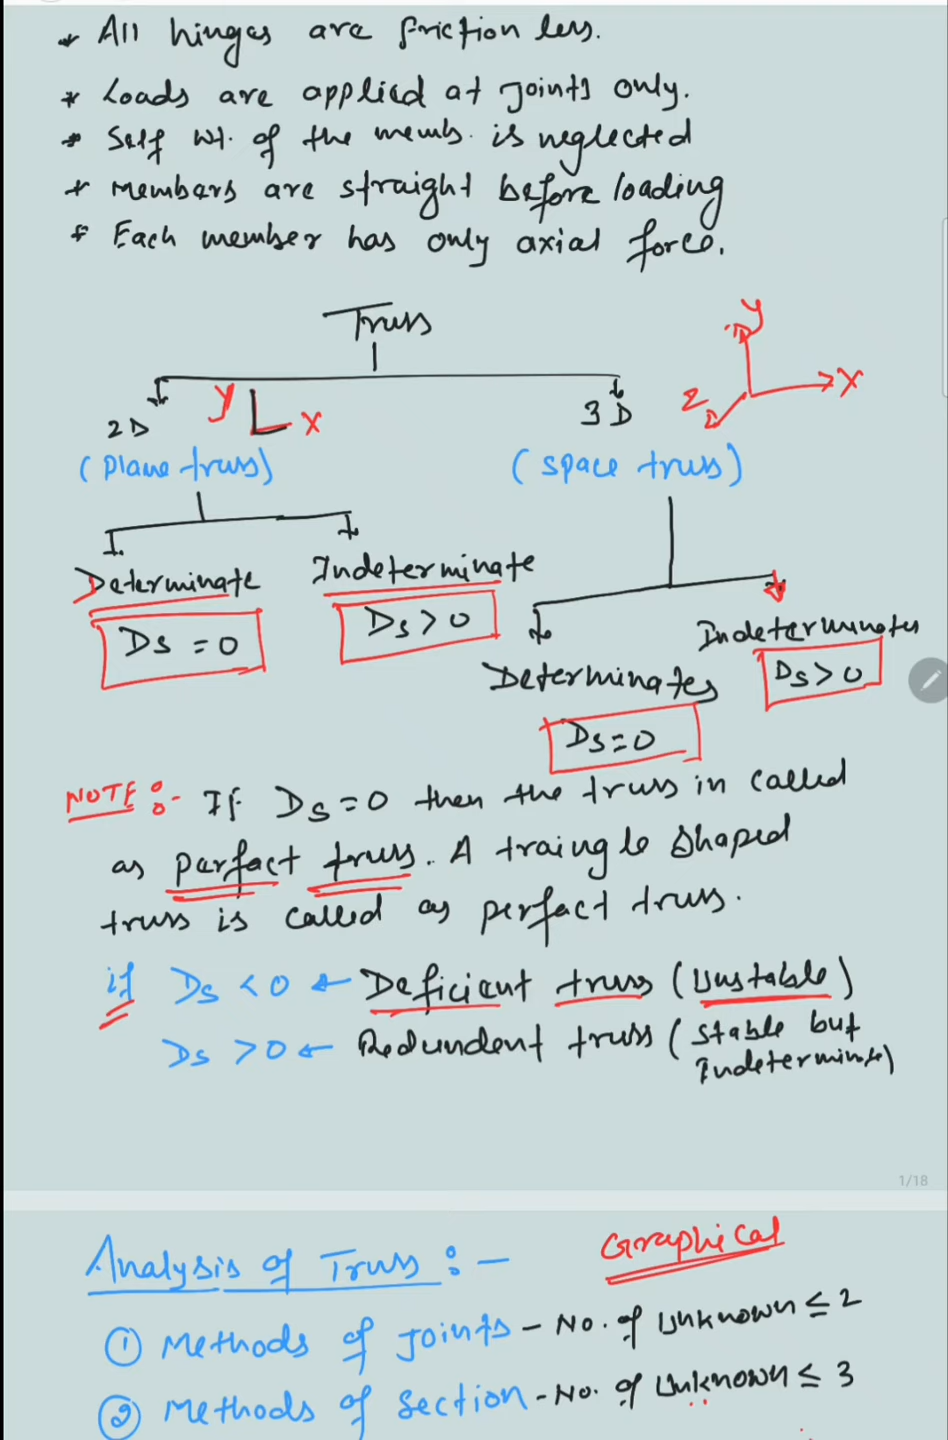 * All hinges are friction less.
* Loads are applied at Joints only.
* Self wt. of the memb. is neglected
* Members are straight before loading
* Each member has only axial force.
Truss
y
2D
y
x
3D
z
x
(Plane truss)
(space truss)
Determinate
Indeterminate
Ds = 0
Ds > 0
Indeterminates
Determinates
Ds > 0
Ds = 0
NOTE :- If Ds = 0 then the truss in called
as perfact truss. A traingle shaped
truss is called as perfact truss.
if Ds < 0 ← Deficient truss (Unstable)
Ds > 0 ← Redundent truss (stable but
Indeterminate)
1/18
Graphical
Analysis of Truss :-
① Methods of Joints - No. of Unknown ≤ 2
② Methods of Section - No. of Unknown ≤ 3